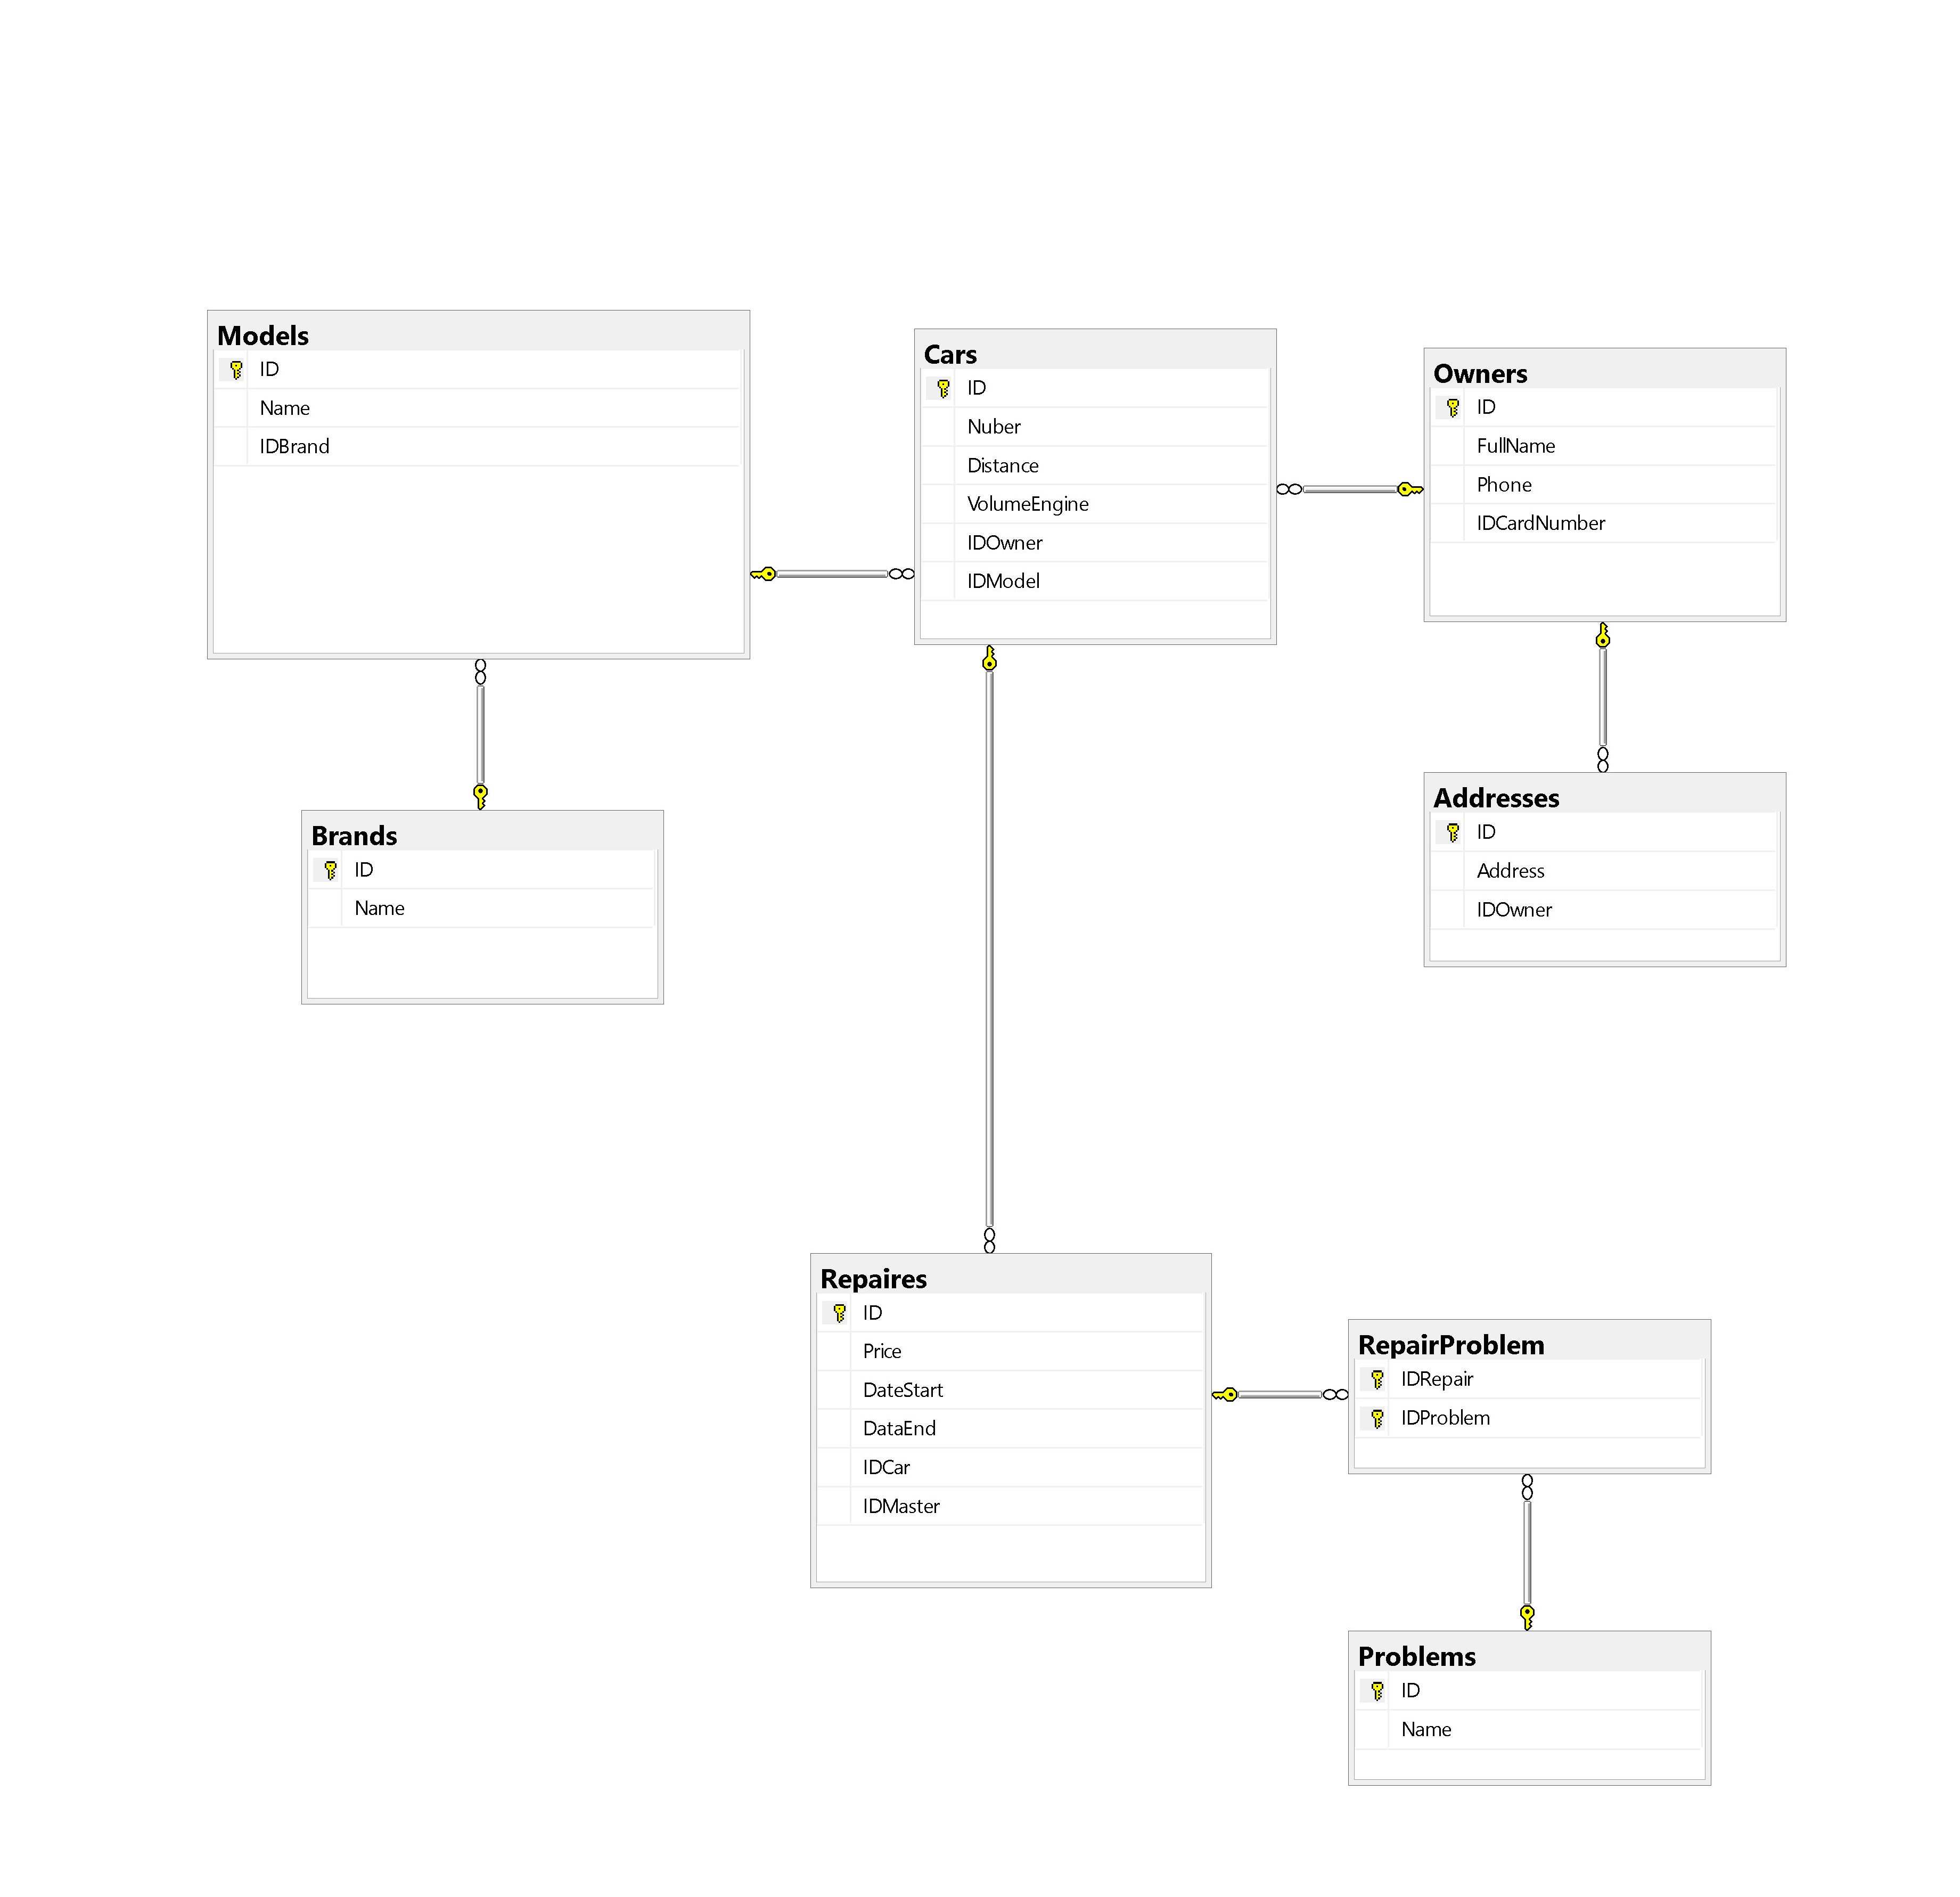 Models
ID
Name
IDBrand
Cars
ID
Nuber
Distance
VolumeEngine
IDOwner
IDModel
Owners
ID
FullName
Phone
IDCardNumber
Brands
ID
Name
Addresses
ID
Address
IDOwner
Repaires
ID
Price
DateStart
DataEnd
IDCar
IDMaster
RepairProblem
IDRepair
IDProblem
Problems
ID
Name